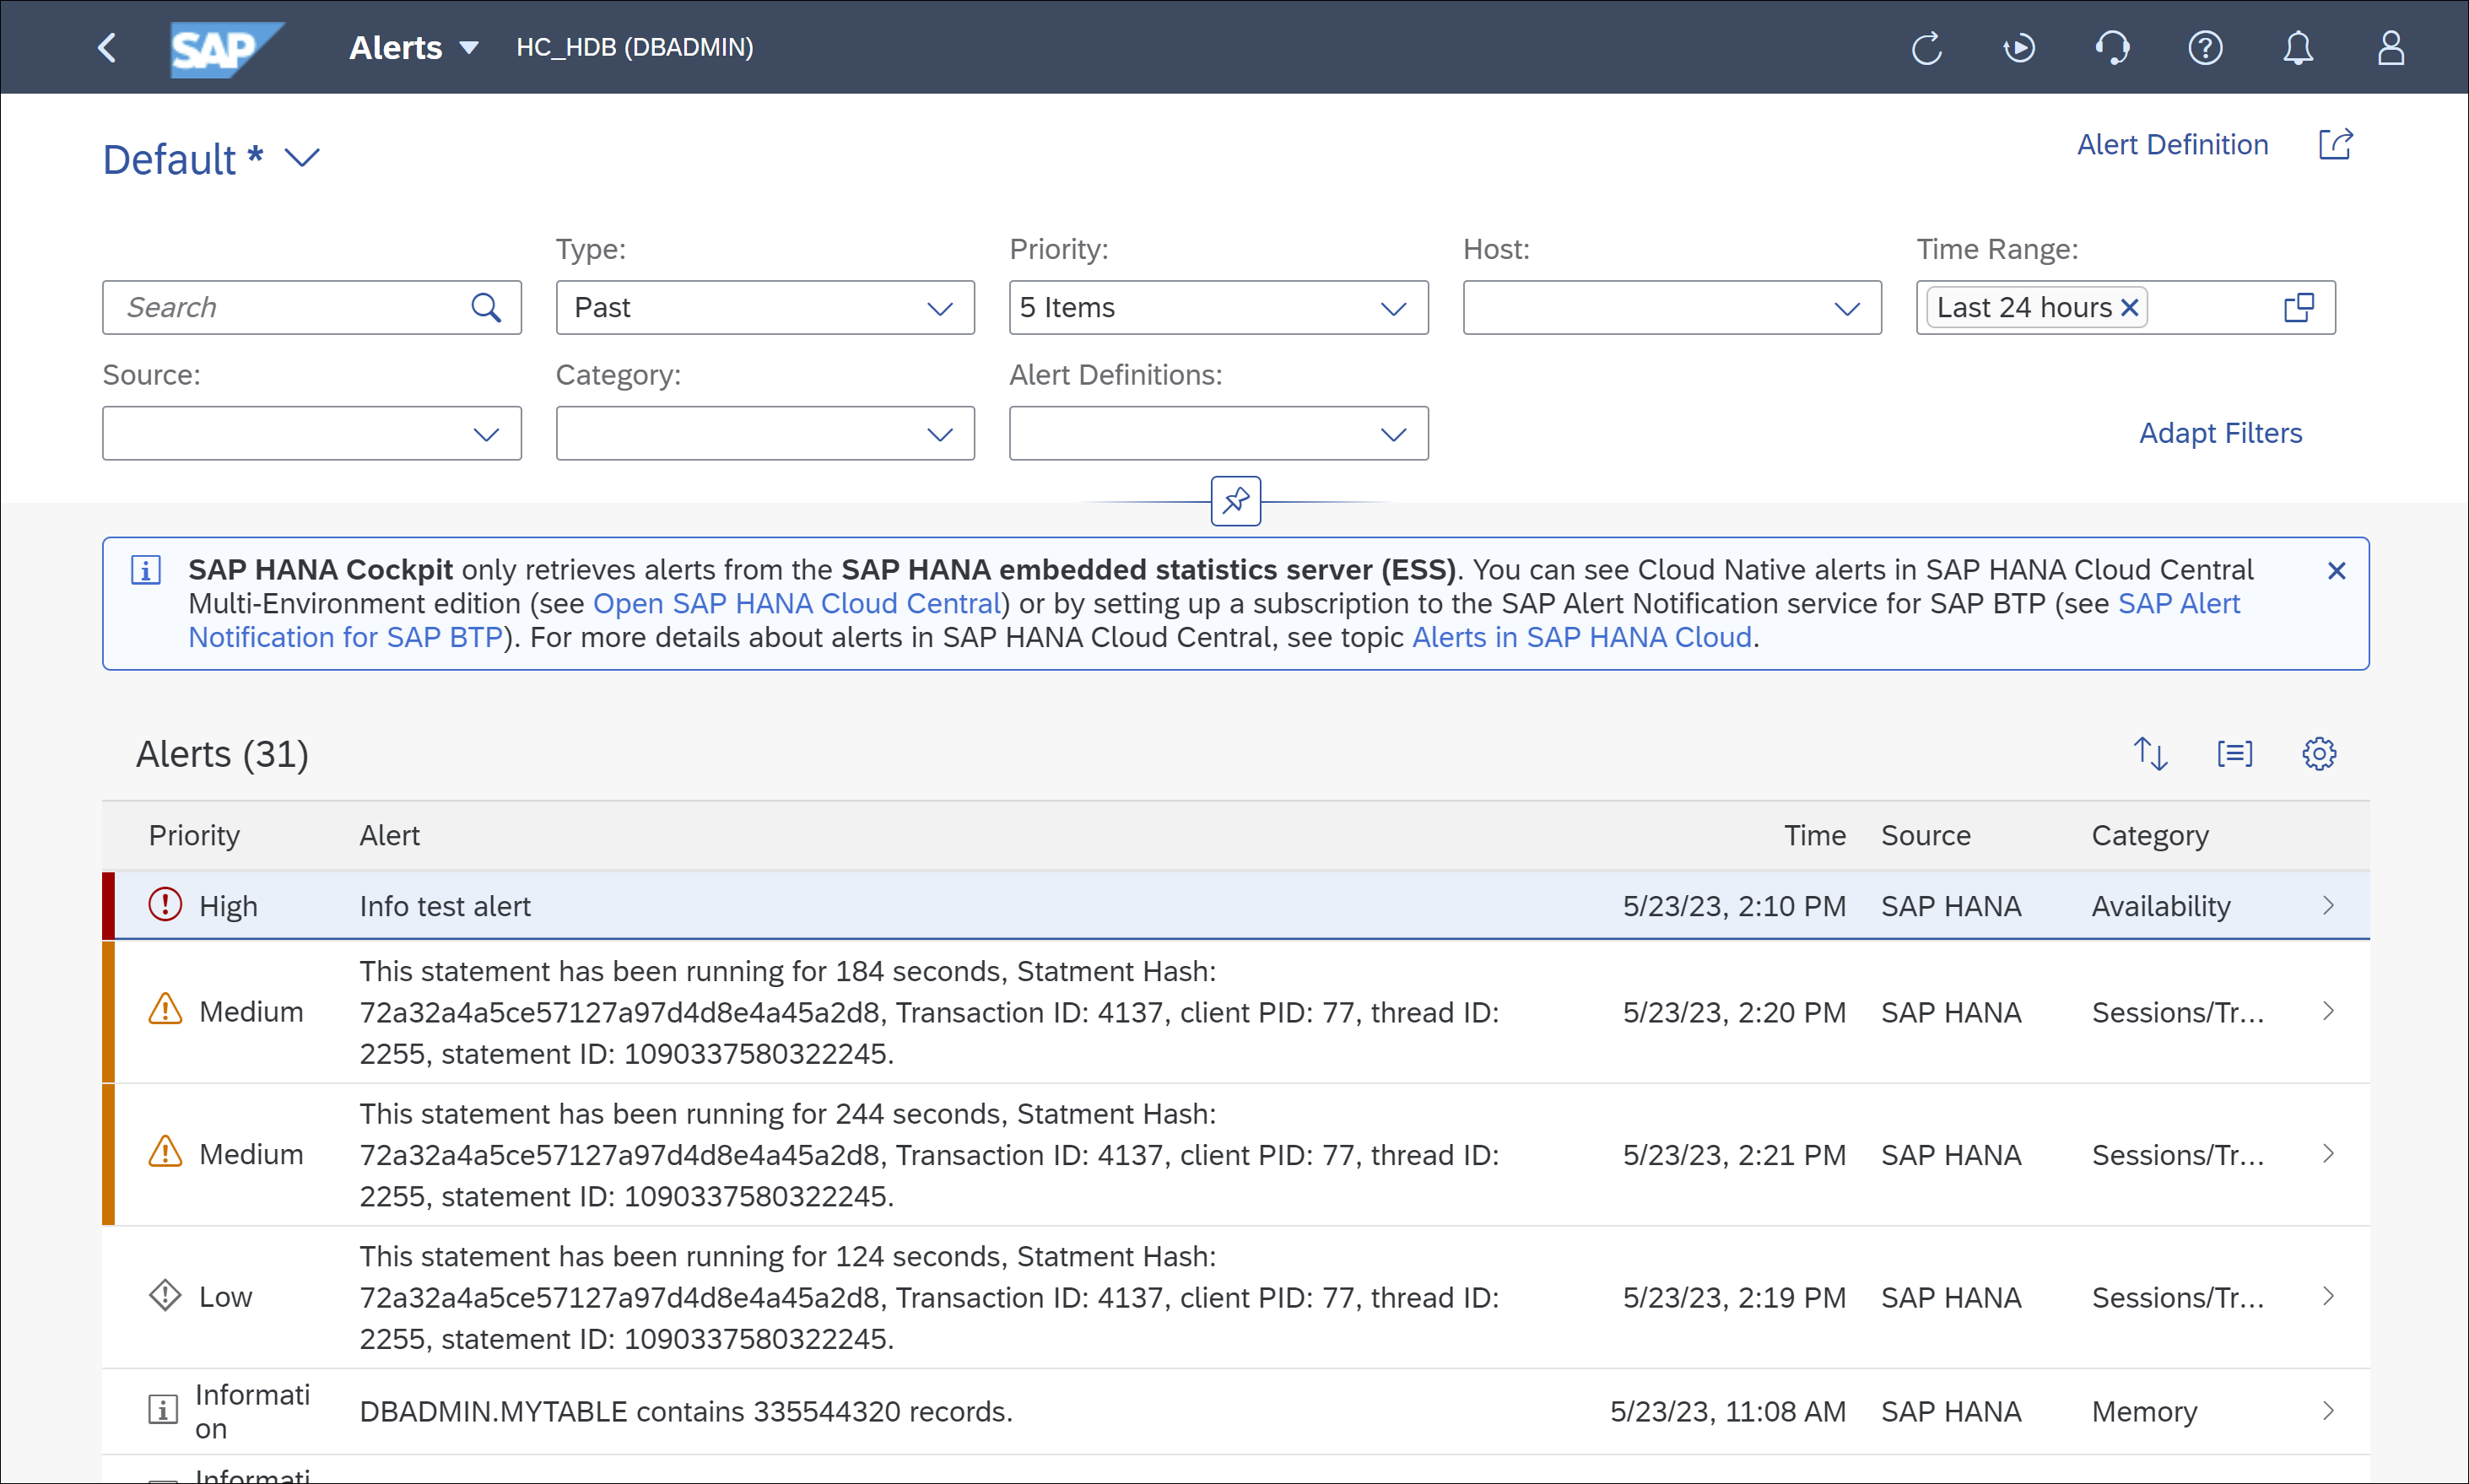 SAP Alerts HC_HDB (DBADMIN)
Default *
Alert Definition
Type:
Priority:
Host:
Time Range:
Search
Past
5 Items
Last 24 hours
Source:
Category:
Alert Definitions:
Adapt Filters
SAP HANA Cockpit only retrieves alerts from the SAP HANA embedded statistics server (ESS). You can see Cloud Native alerts in SAP HANA Cloud Central
Multi-Environment edition (see Open SAP HANA Cloud Central) or by setting up a subscription to the SAP Alert Notification service for SAP BTP (see SAP Alert
Notification for SAP BTP). For more details about alerts in SAP HANA Cloud Central, see topic Alerts in SAP HANA Cloud.
Alerts (31)
Priority Alert Time Source Category
High Info test alert 5/23/23, 2:10 PM SAP HANA Availability
This statement has been running for 184 seconds, Statment Hash:
Medium 72a32a4a5ce57127a97d4d8e4a45a2d8, Transaction ID: 4137, client PID: 77, thread ID: 5/23/23, 2:20 PM SAP HANA Sessions/Tr...
2255, statement ID: 1090337580322245.
This statement has been running for 244 seconds, Statment Hash:
Medium 72a32a4a5ce57127a97d4d8e4a45a2d8, Transaction ID: 4137, client PID: 77, thread ID: 5/23/23, 2:21 PM SAP HANA Sessions/Tr...
2255, statement ID: 1090337580322245.
This statement has been running for 124 seconds, Statment Hash:
Low 72a32a4a5ce57127a97d4d8e4a45a2d8, Transaction ID: 4137, client PID: 77, thread ID: 5/23/23, 2:19 PM SAP HANA Sessions/Tr...
2255, statement ID: 1090337580322245.
Informati
on
DBADMIN.MYTABLE contains 335544320 records. 5/23/23, 11:08 AM SAP HANA Memory
Informati